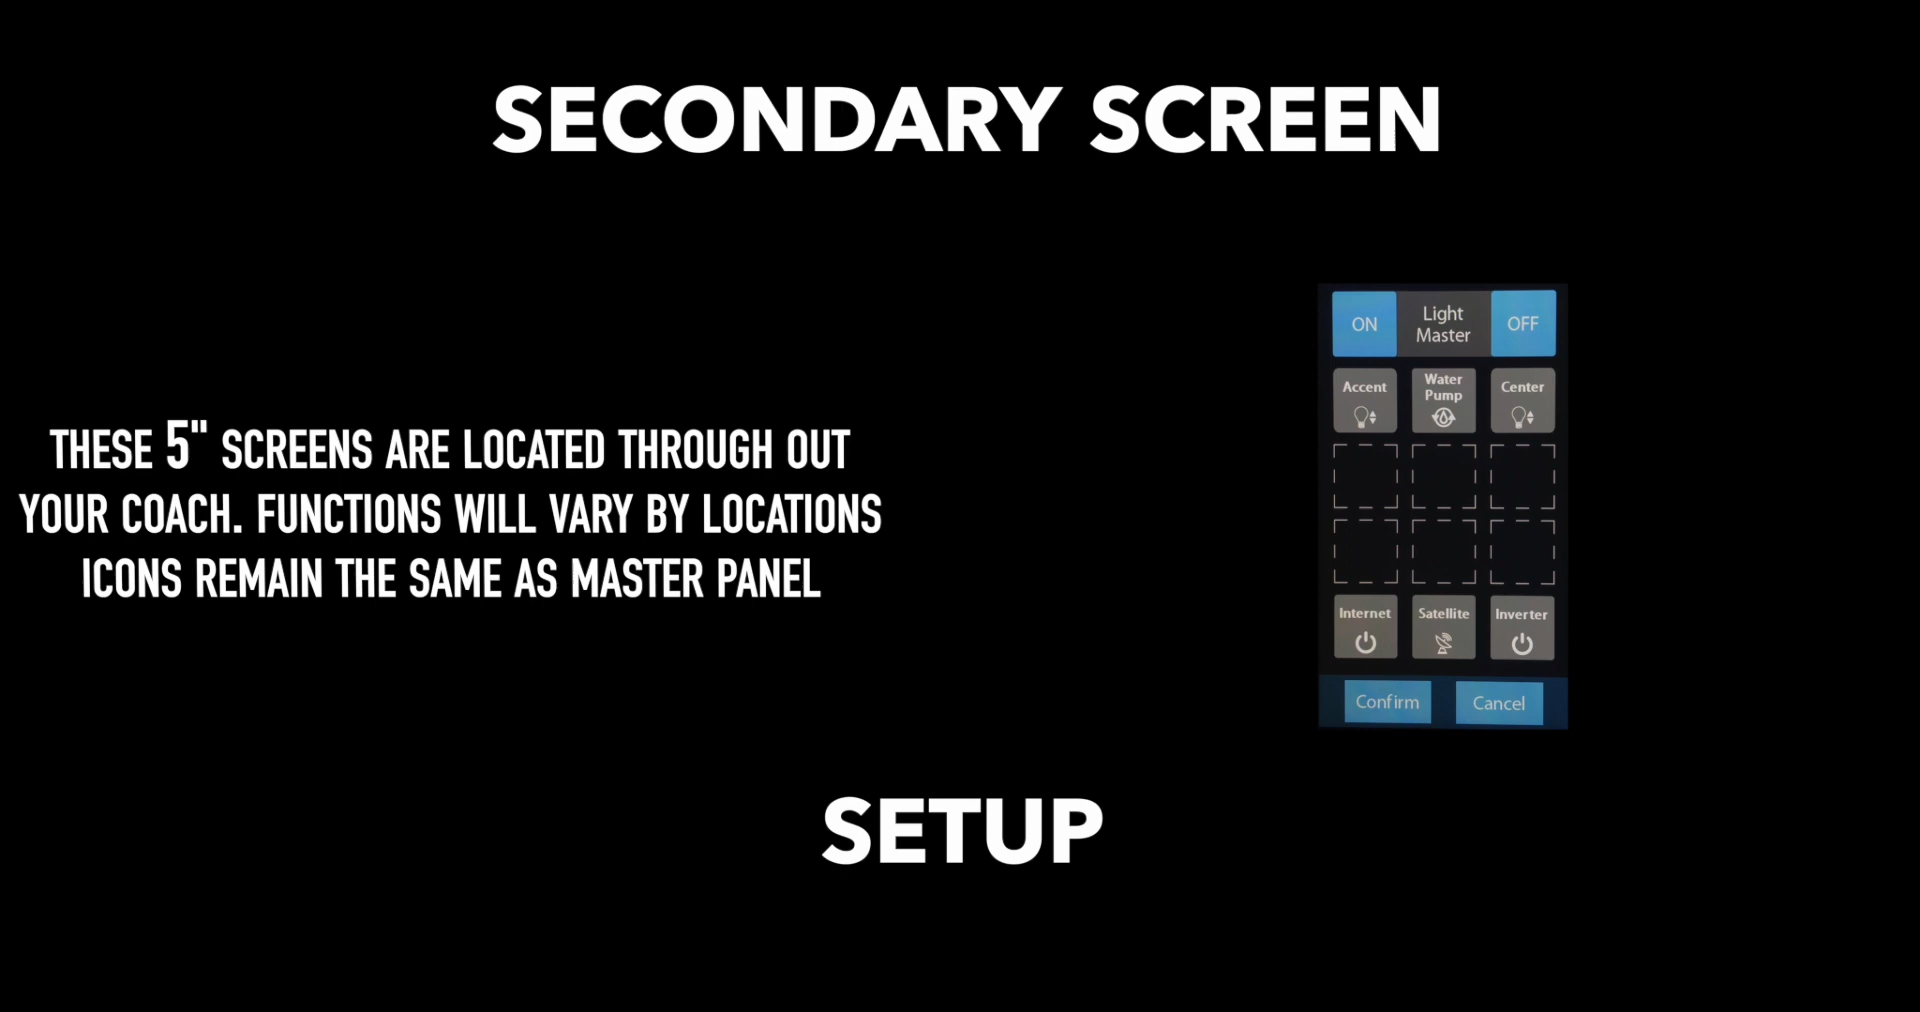 SECONDARY SCREEN
THESE 5" SCREENS ARE LOCATED THROUGH OUT
YOUR COACH. FUNCTIONS WILL VARY BY LOCATIONS
ICONS REMAIN THE SAME AS MASTER PANEL
ON
Light
Master
OFF
Accent
Water
Pump
Center
Internet
Satellite
Inverter
Confirm
Cancel
SETUP